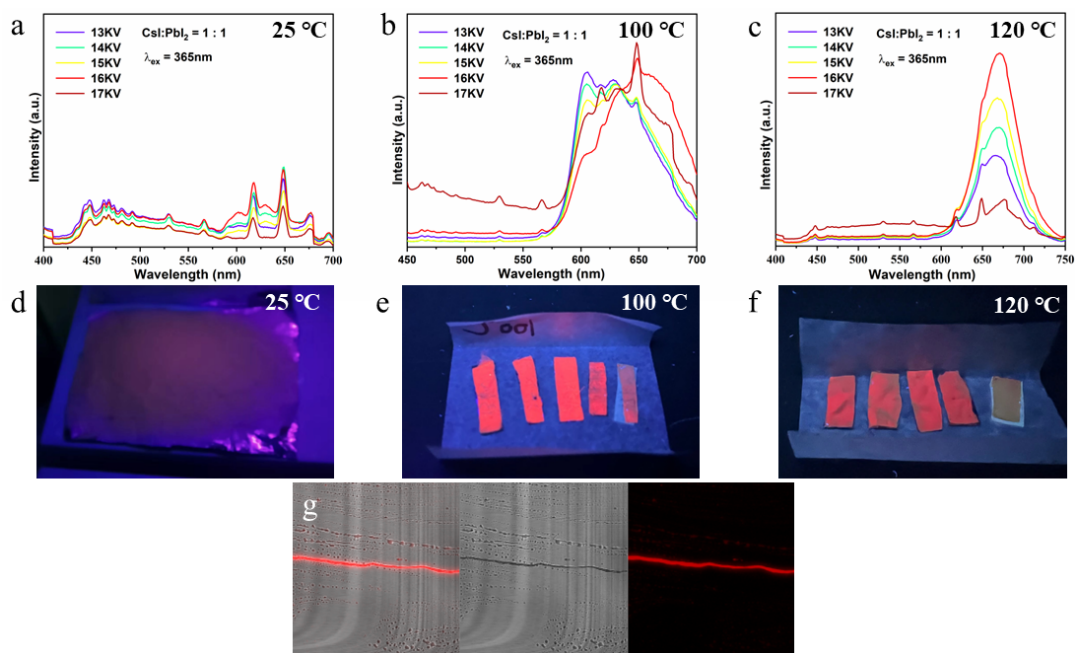 a
25 ℃
13KV
14KV
15KV
16KV
17KV
CsI:PbI₂ = 1 : 1
λex = 365nm
Intensity (a.u.)
400 450 500 550 600 650 700
Wavelength (nm)
b
100 ℃
13KV
14KV
15KV
16KV
17KV
CsI:PbI₂ = 1 : 1
λex = 365nm
Intensity (a.u.)
450 500 550 600 650 700
Wavelength (nm)
c
120 ℃
13KV
14KV
15KV
16KV
17KV
CsI:PbI₂ = 1 : 1
λex = 365nm
Intensity (a.u.)
400 450 500 550 600 650 700 750
Wavelength (nm)
d
25 ℃
e
100 ℃
f
120 ℃
g